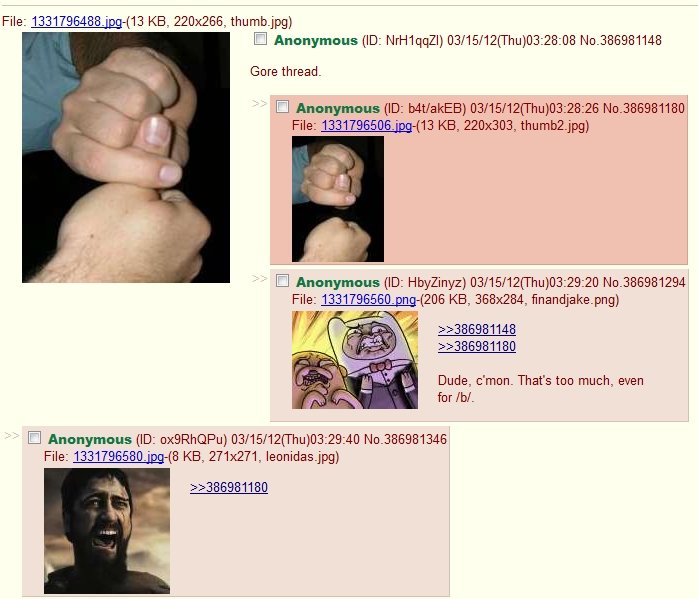 File: 1331796488.jpg-(13 KB, 220x266, thumb.jpg)
Anonymous (ID: NrH1qqZI) 03/15/12(Thu)03:28:08 No.386981148
Gore thread.
>> Anonymous (ID: b4t/akEB) 03/15/12(Thu)03:28:26 No.386981180
File: 1331796506.jpg-(13 KB, 220x303, thumb2.jpg)
>> Anonymous (ID: HbyZinyz) 03/15/12(Thu)03:29:20 No.386981294
File: 1331796560.png-(206 KB, 368x284, finandjake.png)
>>386981148
>>386981180
Dude, c'mon. That's too much, even
for /b/.
>> Anonymous (ID: ox9RhQPu) 03/15/12(Thu)03:29:40 No.386981346
File: 1331796580.jpg-(8 KB, 271x271, leonidas.jpg)
>>386981180